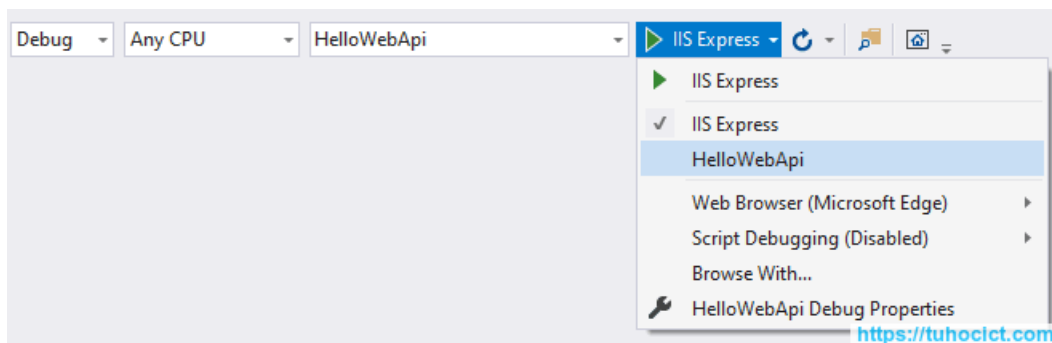 Debug Any CPU HelloWebApi IIS Express
IIS Express
IIS Express
HelloWebApi
Web Browser (Microsoft Edge)
Script Debugging (Disabled)
Browse With...
HelloWebApi Debug Properties
https://tuhocict.com